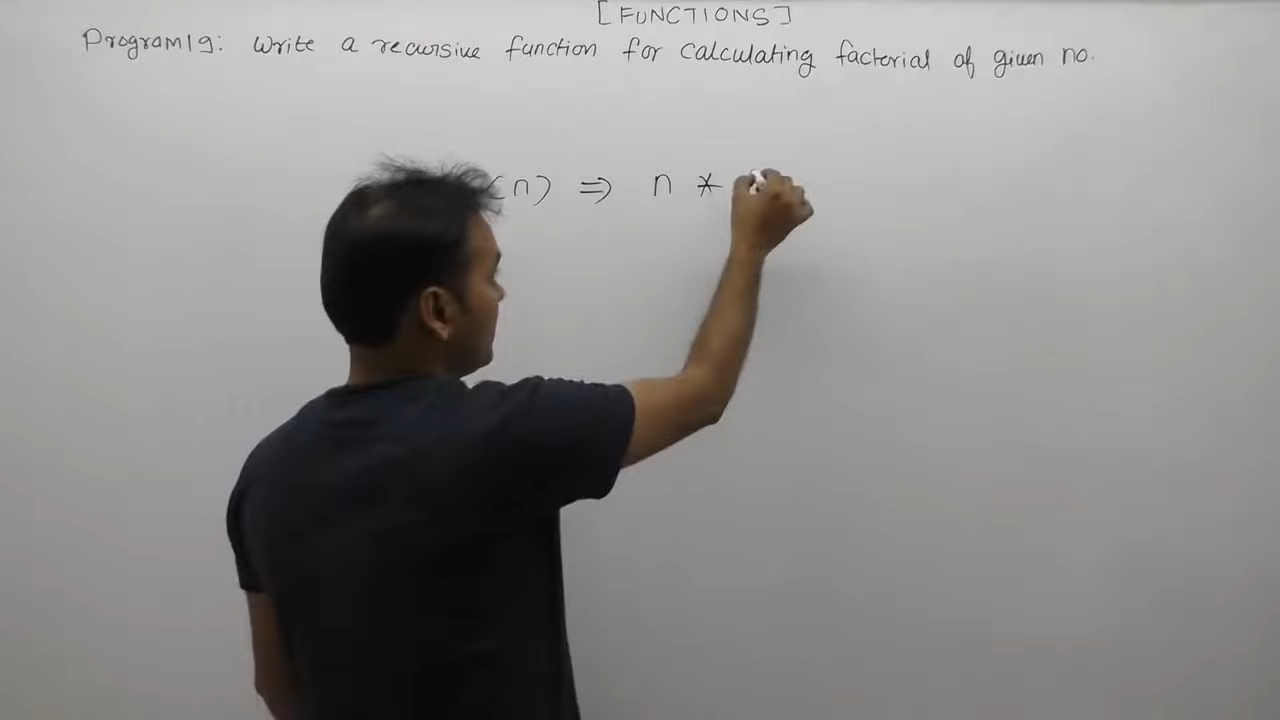 [FUNCTIONS]
Program19: Write a recursive function for calculating factorial of given no.
(n) ⇒ n *